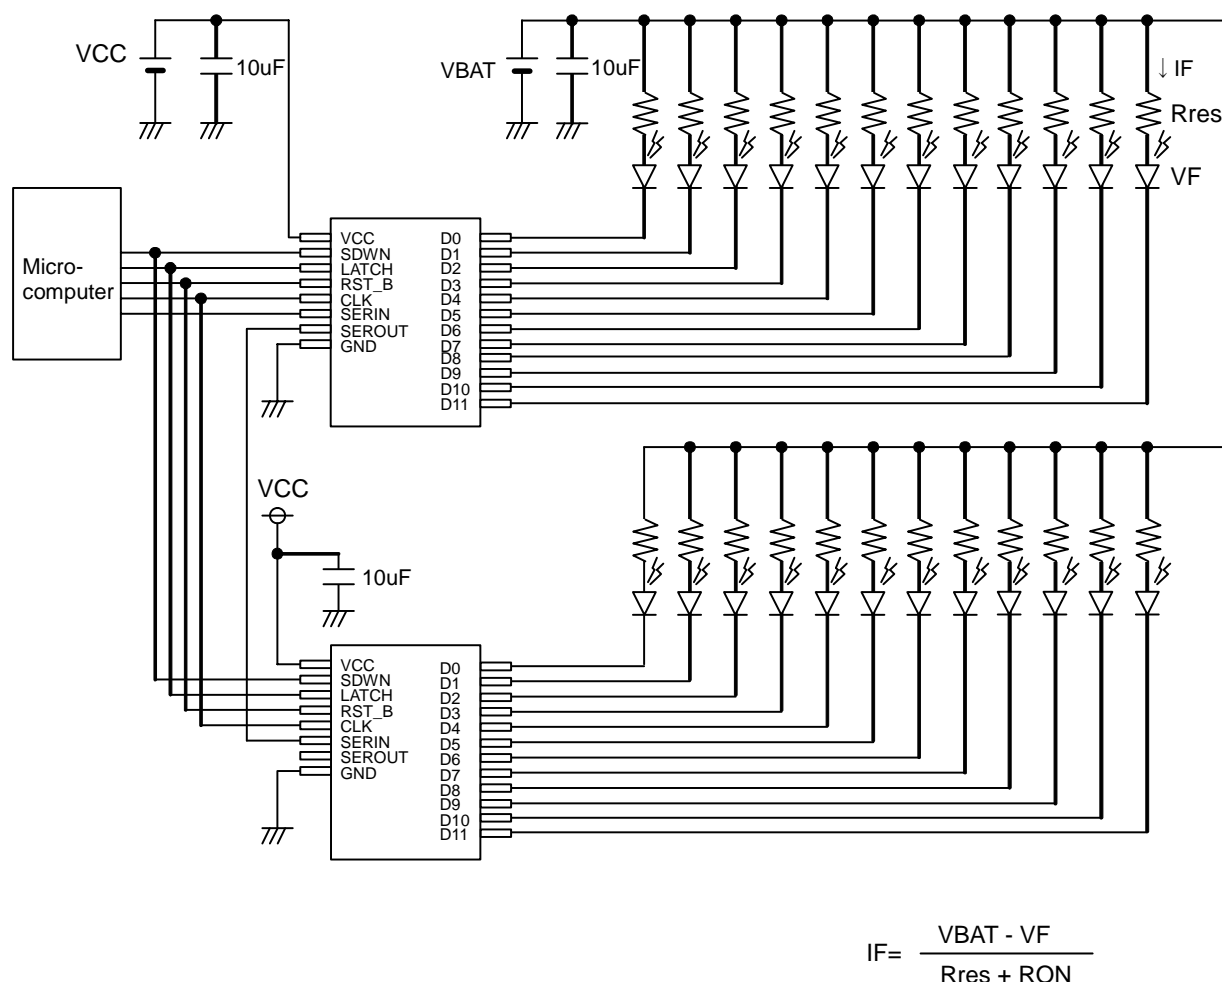 VCC
10uF
VBAT
10uF
↓ IF
Rres
VF
Micro-
computer
VCC
SDWN
LATCH
RST_B
CLK
SERIN
SEROUT
GND
D0
D1
D2
D3
D4
D5
D6
D7
D8
D9
D10
D11
VCC
10uF
VCC
SDWN
LATCH
RST_B
CLK
SERIN
SEROUT
GND
D0
D1
D2
D3
D4
D5
D6
D7
D8
D9
D10
D11
IF=
VBAT - VF
Rres + RON